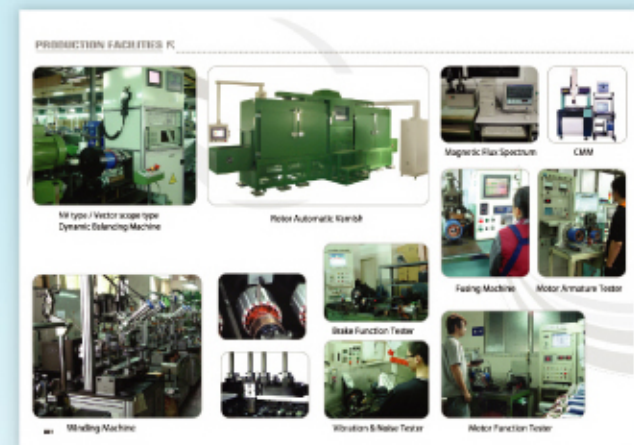 PRODUCTION FACILITIES
NV type / Vector scope type
Dynamic Balancing Machine
Rotor Automatic Varnish
Magnetic Flux Spectrum
CMM
Fusing Machine
Motor Armature Tester
Brake Function Tester
Winding Machine
Vibration & Noise Tester
Motor Function Tester